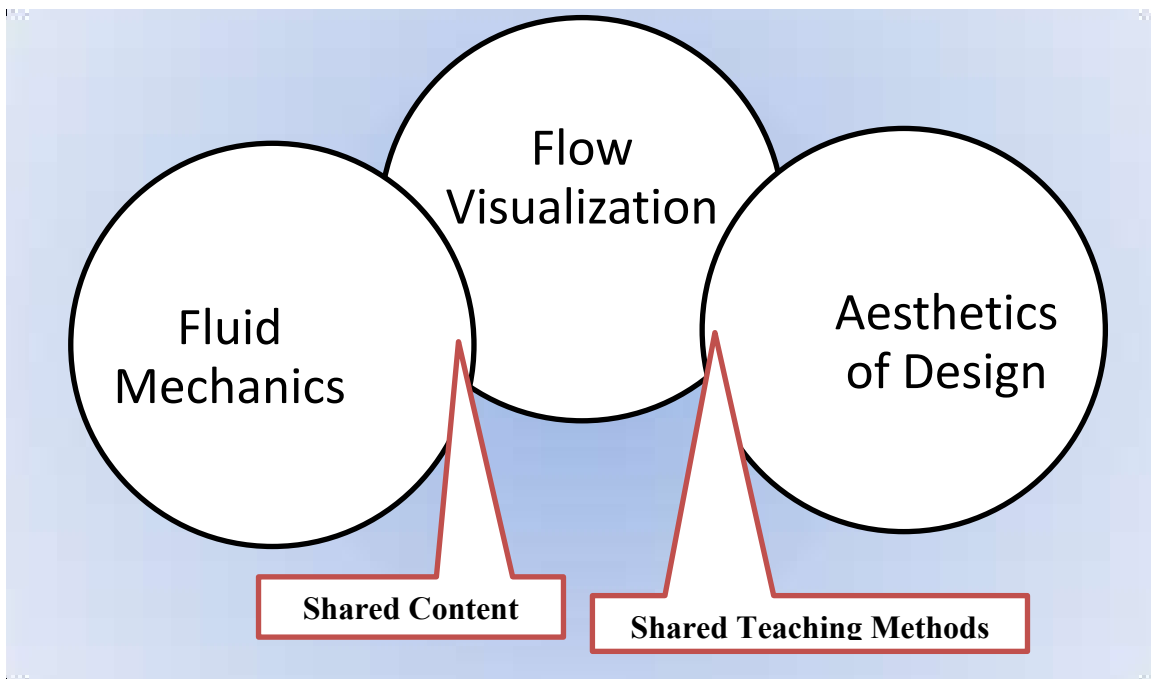 Flow
Visualization
Fluid
Mechanics
Aesthetics
of Design
Shared Content
Shared Teaching Methods